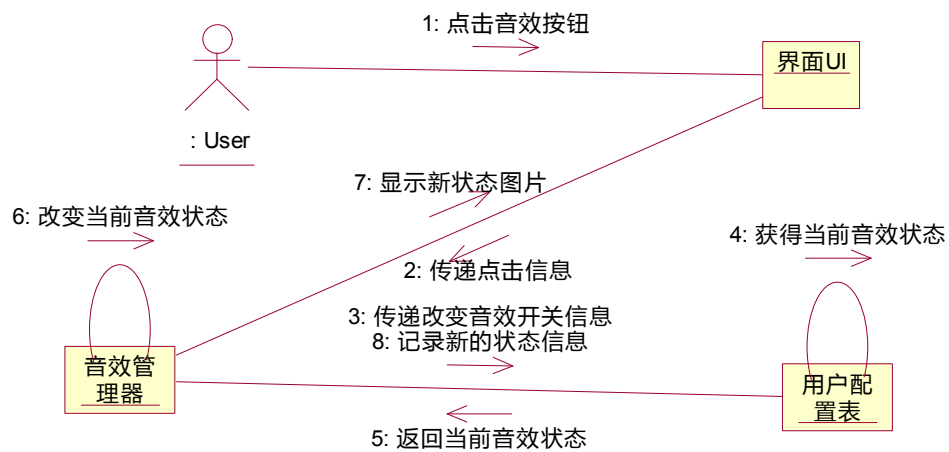 1: 点击音效按钮
界面UI
: User
7: 显示新状态图片
6: 改变当前音效状态
4: 获得当前音效状态
2: 传递点击信息
3: 传递改变音效开关信息
8: 记录新的状态信息
音效管
理器
用户配
置表
5: 返回当前音效状态